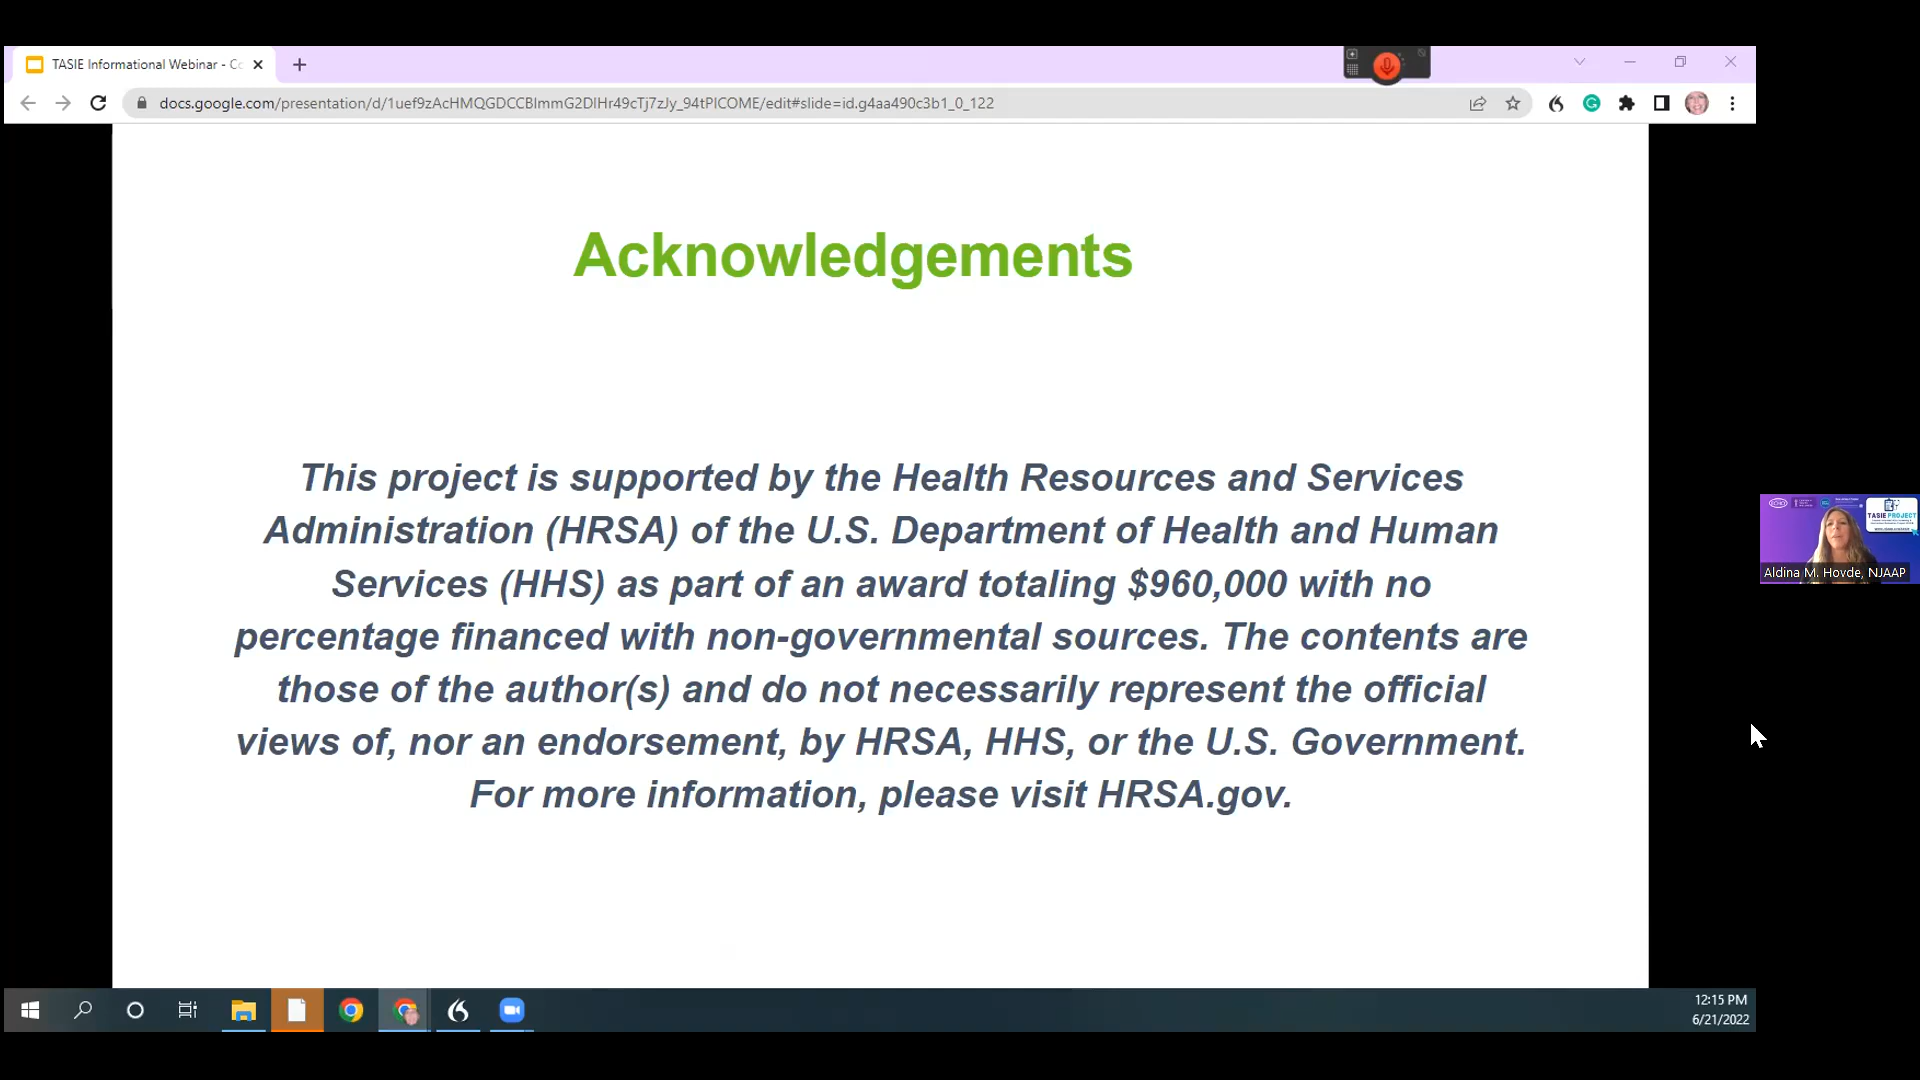 TASIE Informational Webinar - Co
docs.google.com/presentation/d/1uef9zAcHMQGDCCBlmmG2DlHr49cTj7zJy_94tPICOME/edit#slide=id.g4aa490c3b1_0_122
Acknowledgements
This project is supported by the Health Resources and Services
Administration (HRSA) of the U.S. Department of Health and Human
Services (HHS) as part of an award totaling $960,000 with no
percentage financed with non-governmental sources. The contents are
those of the author(s) and do not necessarily represent the official
views of, nor an endorsement, by HRSA, HHS, or the U.S. Government.
For more information, please visit HRSA.gov.
TASIE PROJECT
Aldina M. Hovde, NJAAP
12:15 PM
6/21/2022